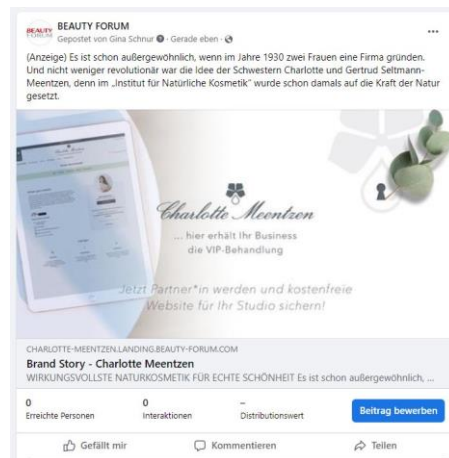 BEAUTY FORUM
BEAUTY FORUM
Gepostet von Gina Schnur · Gerade eben ·
(Anzeige) Es ist schon außergewöhnlich, wenn im Jahre 1930 zwei Frauen eine Firma gründen.
Und nicht weniger revolutionär war die Idee der Schwestern Charlotte und Gertrud Seltmann-
Meentzen, denn im „Institut für Natürliche Kosmetik" wurde schon damals auf die Kraft der Natur
gesetzt.
Charlotte Meentzen
... hier erhält Ihr Business
die VIP-Behandlung
Jetzt Partner*in werden und kostenfreie
Website für Ihr Studio sichern!
CHARLOTTE-MEENTZEN.LANDING.BEAUTY-FORUM.COM
Brand Story - Charlotte Meentzen
WIRKUNGSVOLLSTE NATURKOSMETIK FÜR ECHTE SCHÖNHEIT Es ist schon außergewöhnlich, ...
0 0 –
Erreichte Personen Interaktionen Distributionswert
Beitrag bewerben
Gefällt mir Kommentieren Teilen